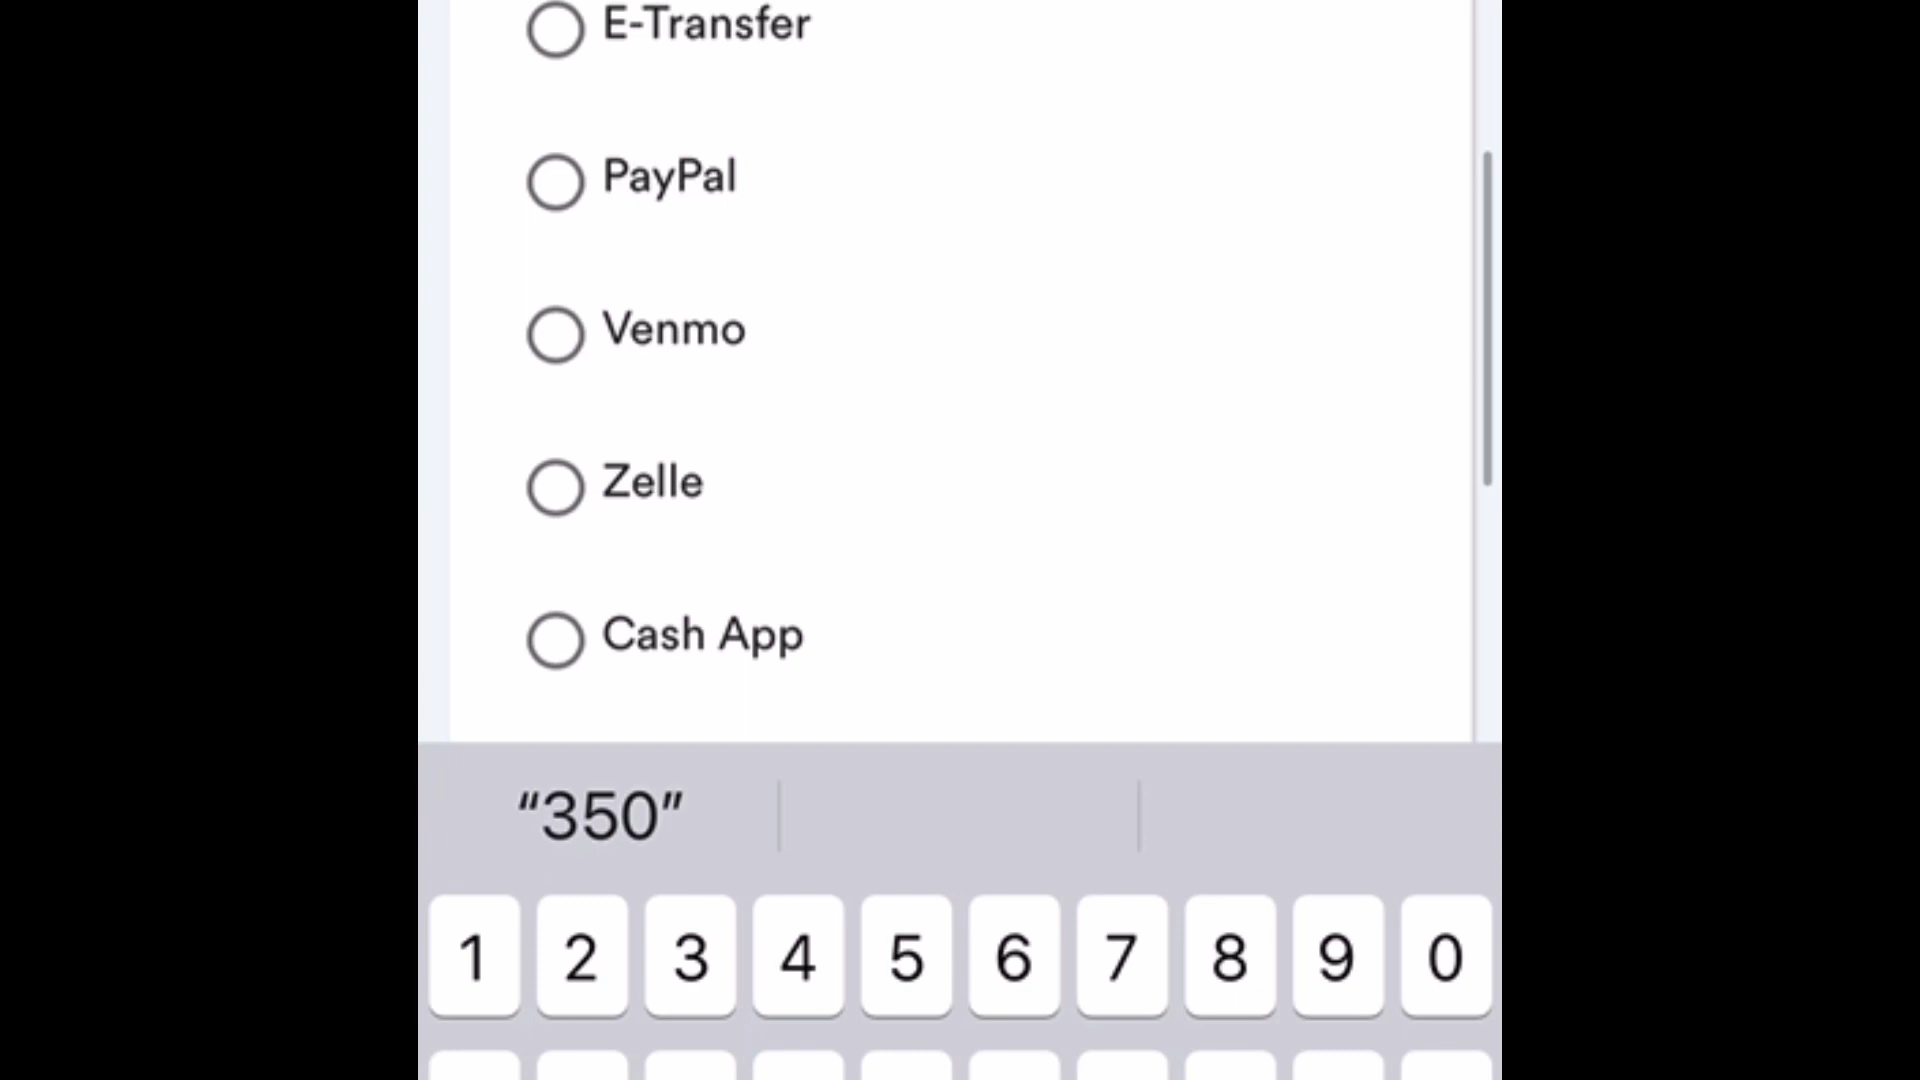 E-Transfer
PayPal
Venmo
Zelle
Cash App
“350”
1 2 3 4 5 6 7 8 9 0